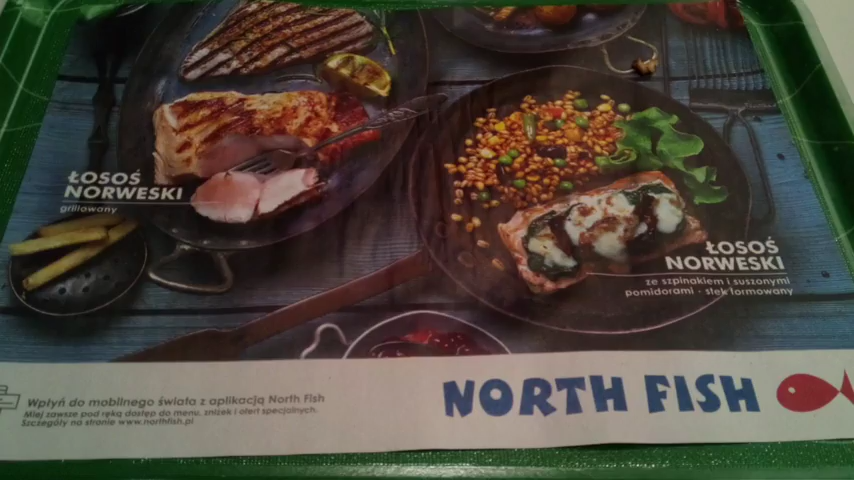 ŁOSOŚ
NORWESKI
grillowany
ŁOSOŚ
NORWESKI
ze szpinakiem i suszonymi
pomidorami - stek formowany
Wpłyń do mobilnego świata z aplikacją North Fish
Miej zawsze pod ręką dostęp do menu, zniżek i ofert specjalnych.
Szczegóły na stronie www.northfish.pl
NORTH FISH